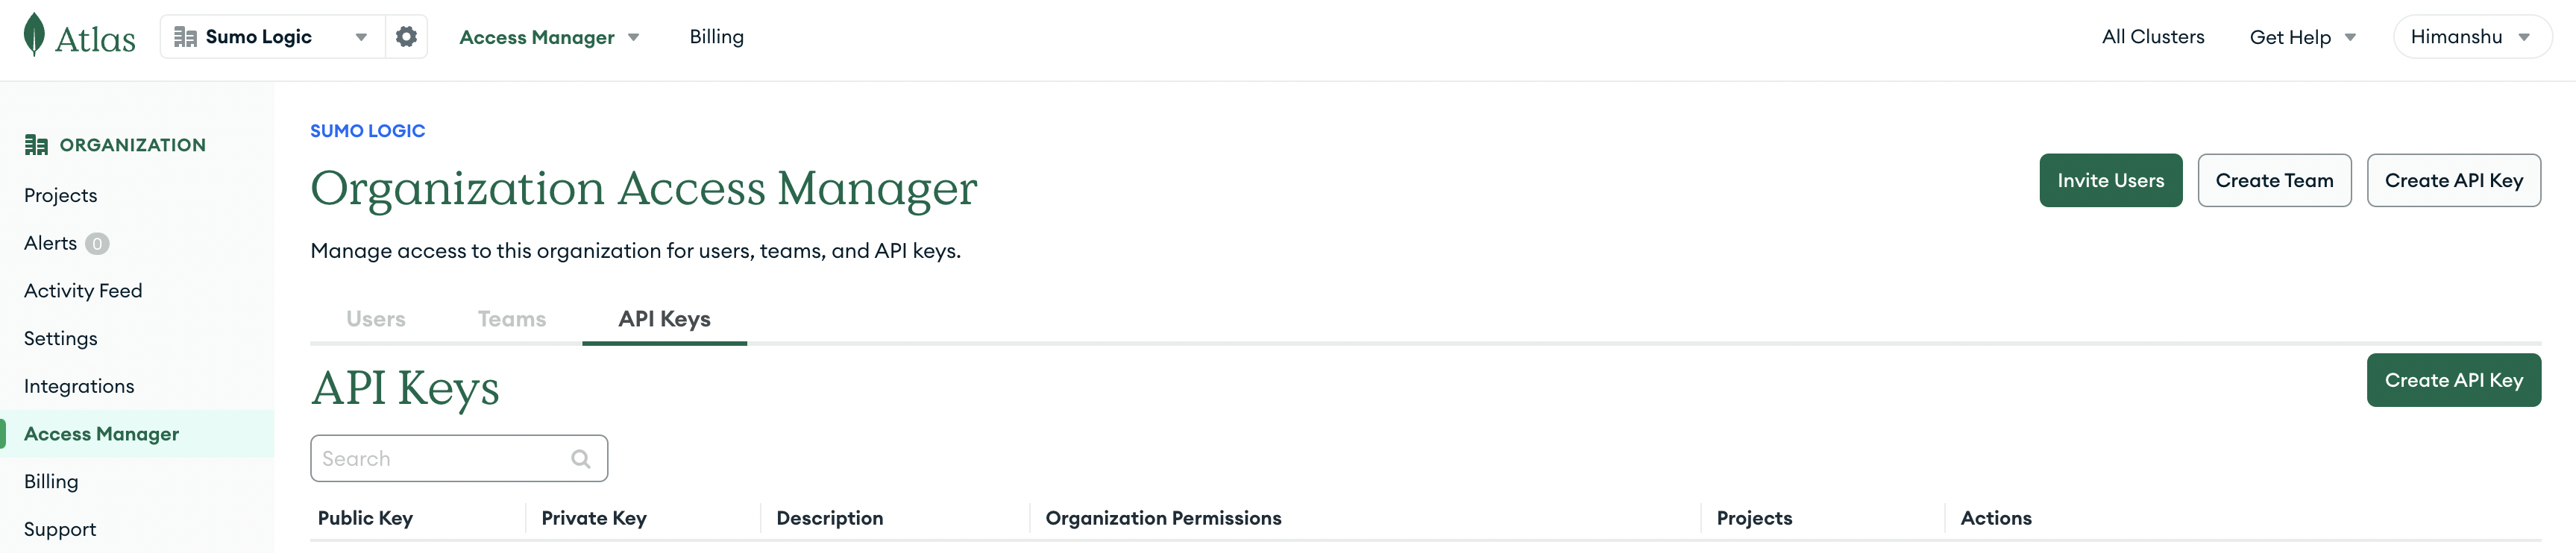 Atlas
Sumo Logic
Access Manager
Billing
All Clusters
Get Help
Himanshu
ORGANIZATION
Projects
Alerts 0
Activity Feed
Settings
Integrations
Access Manager
Billing
Support
SUMO LOGIC
Organization Access Manager
Invite Users
Create Team
Create API Key
Manage access to this organization for users, teams, and API keys.
Users
Teams
API Keys
API Keys
Create API Key
Search
Public Key
Private Key
Description
Organization Permissions
Projects
Actions